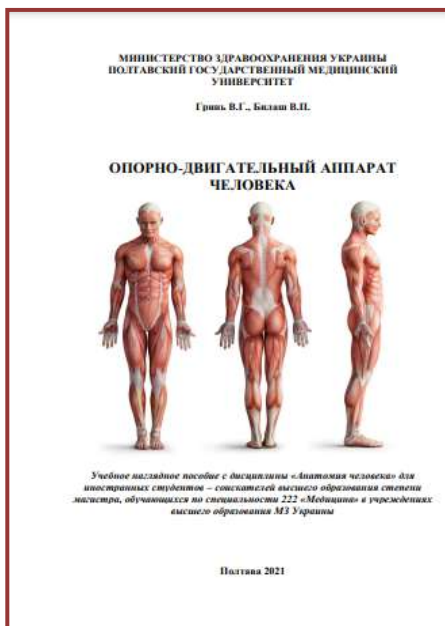 МИНИСТЕРСТВО ЗДРАВООХРАНЕНИЯ УКРАИНЫ
ПОЛТАВСКИЙ ГОСУДАРСТВЕННЫЙ МЕДИЦИНСКИЙ
УНИВЕРСИТЕТ
Гринь В.Г., Билаш В.П.
ОПОРНО-ДВИГАТЕЛЬНЫЙ АППАРАТ
ЧЕЛОВЕКА
Учебное наглядное пособие с дисциплины «Анатомия человека» для
иностранных студентов – соискателей высшего образования степени
магистра, обучающихся по специальности 222 «Медицина» в учреждениях
высшего образования МЗ Украины
Полтава 2021